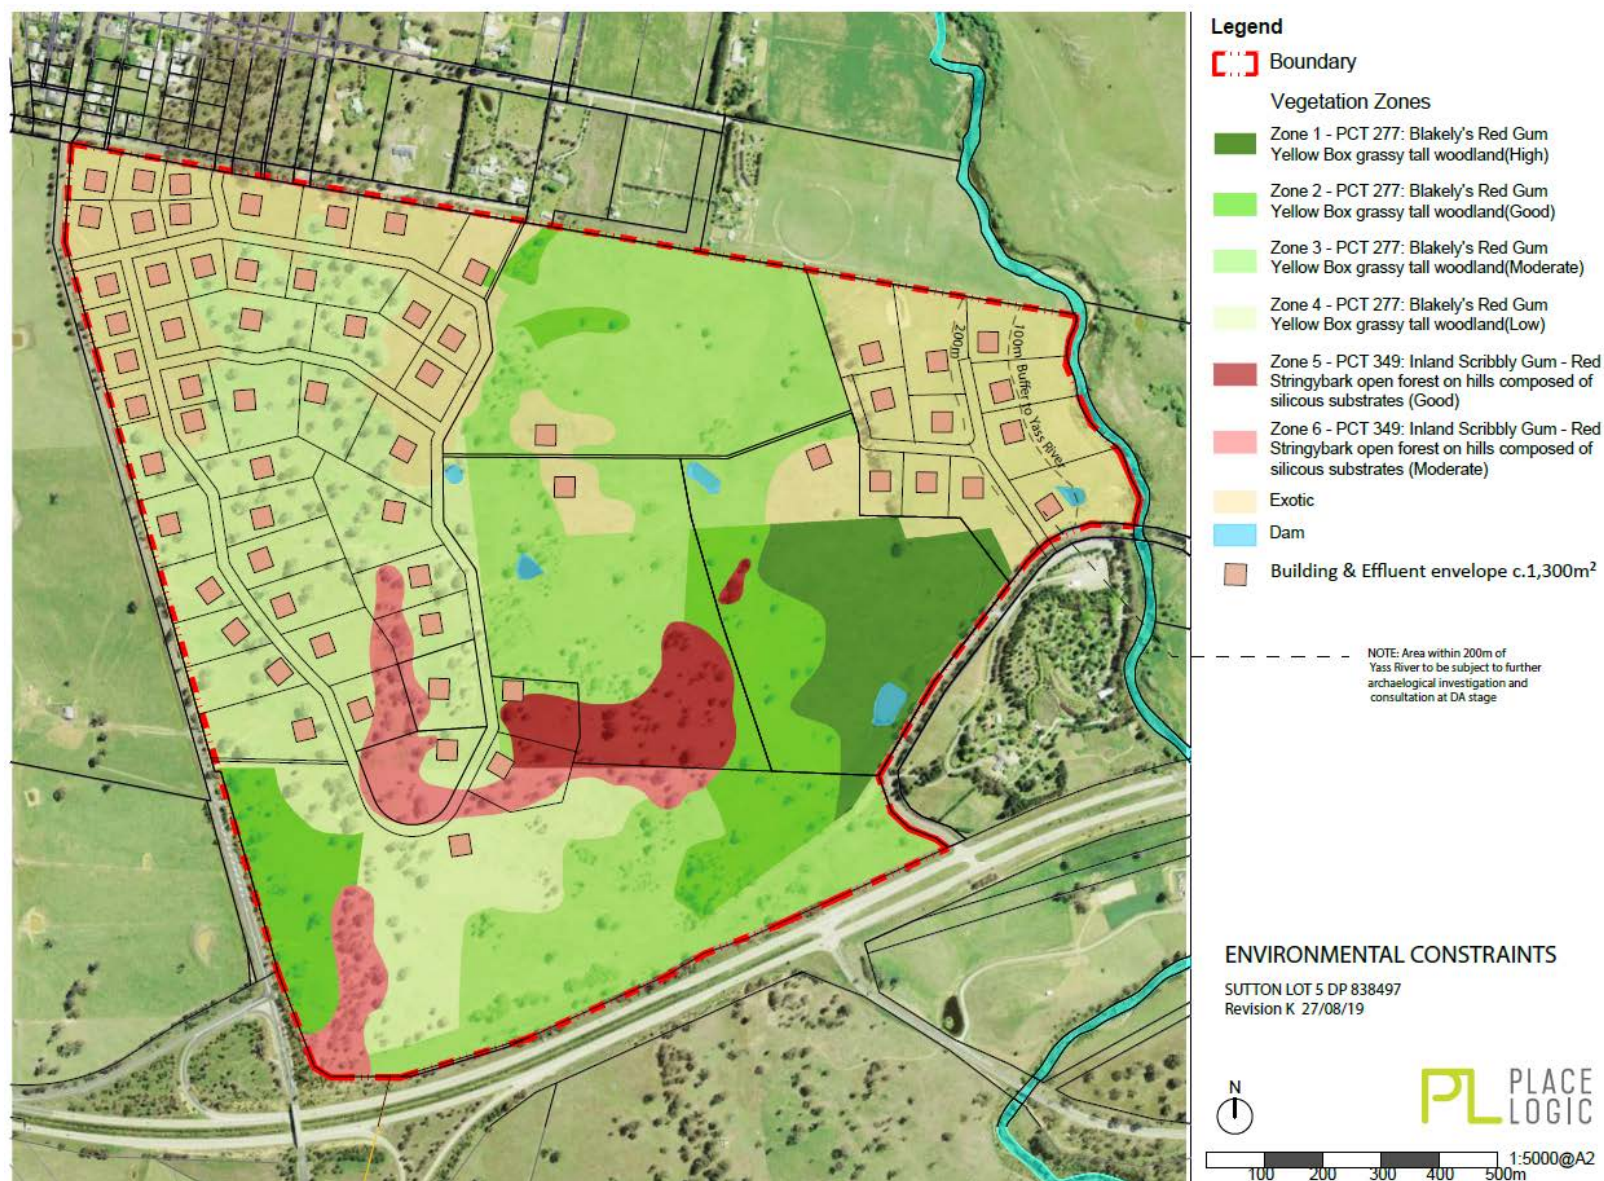 Legend
Boundary
Vegetation Zones
Zone 1 - PCT 277: Blakely's Red Gum
Yellow Box grassy tall woodland(High)
Zone 2 - PCT 277: Blakely's Red Gum
Yellow Box grassy tall woodland(Good)
Zone 3 - PCT 277: Blakely's Red Gum
Yellow Box grassy tall woodland(Moderate)
Zone 4 - PCT 277: Blakely's Red Gum
Yellow Box grassy tall woodland(Low)
Zone 5 - PCT 349: Inland Scribbly Gum - Red
Stringybark open forest on hills composed of
silicous substrates (Good)
Zone 6 - PCT 349: Inland Scribbly Gum - Red
Stringybark open forest on hills composed of
silicous substrates (Moderate)
Exotic
Dam
Building & Effluent envelope c.1,300m²
200m
100m Buffer to Yass River
NOTE: Area within 200m of
Yass River to be subject to further
archaelogical investigation and
consultation at DA stage
ENVIRONMENTAL CONSTRAINTS
SUTTON LOT 5 DP 838497
Revision K 27/08/19
N
PL PLACE
LOGIC
1:5000@A2
100 200 300 400 500m